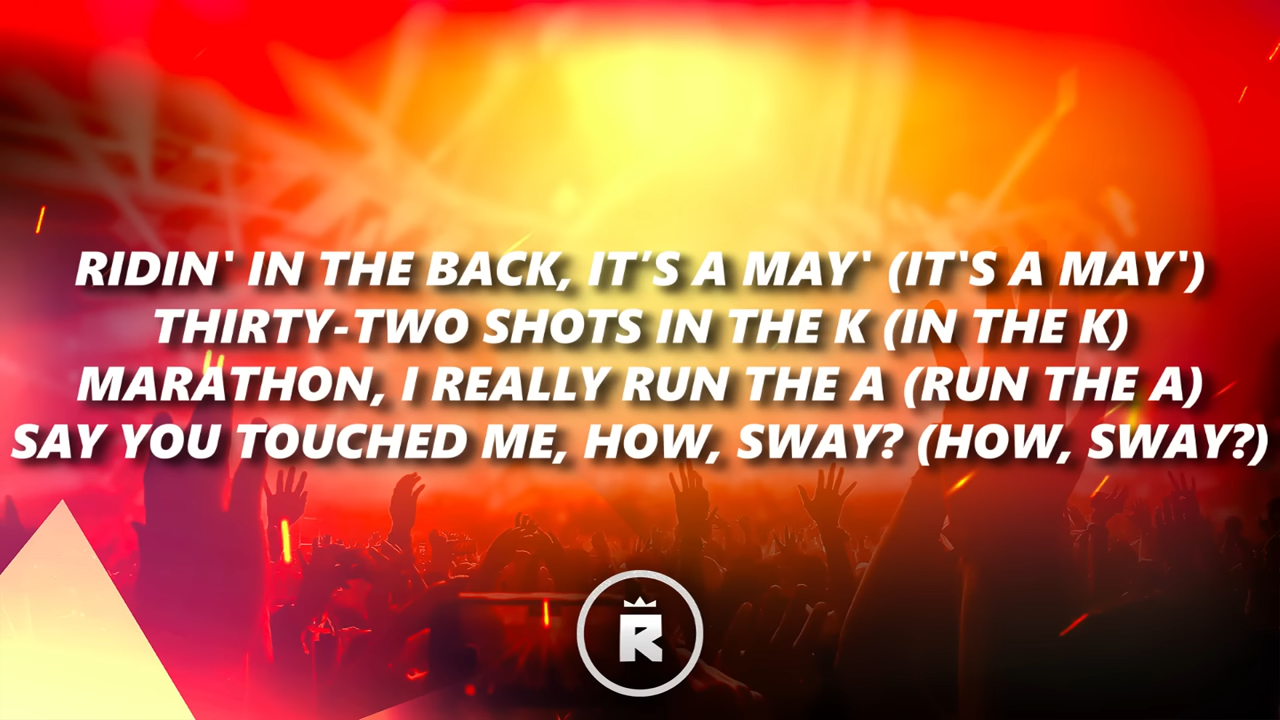 RIDIN' IN THE BACK, IT'S A MAY' (IT'S A MAY')
THIRTY-TWO SHOTS IN THE K (IN THE K)
MARATHON, I REALLY RUN THE A (RUN THE A)
SAY YOU TOUCHED ME, HOW, SWAY? (HOW, SWAY?)
R